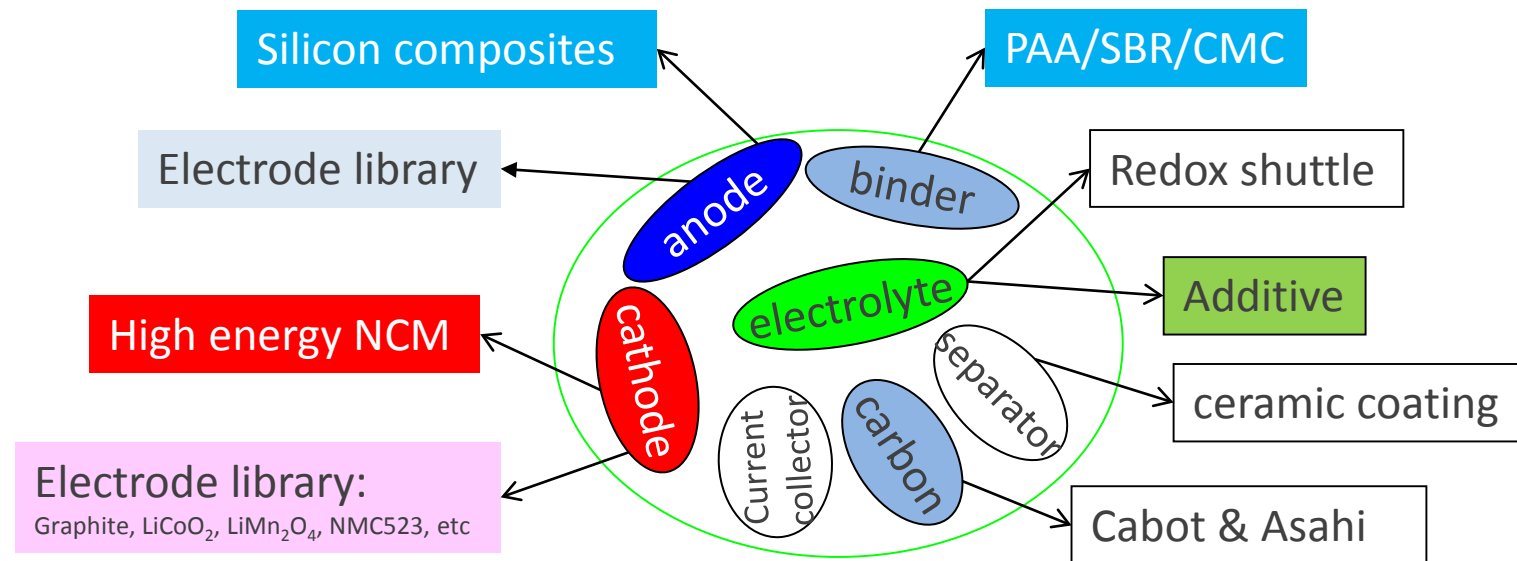 Silicon composites
PAA/SBR/CMC
Electrode library
anode
binder
Redox shuttle
electrolyte
Additive
High energy NCM
cathode
separator
ceramic coating
Current
collector
carbon
Electrode library:
Graphite, LiCoO₂, LiMn₂O₄, NMC523, etc
Cabot & Asahi